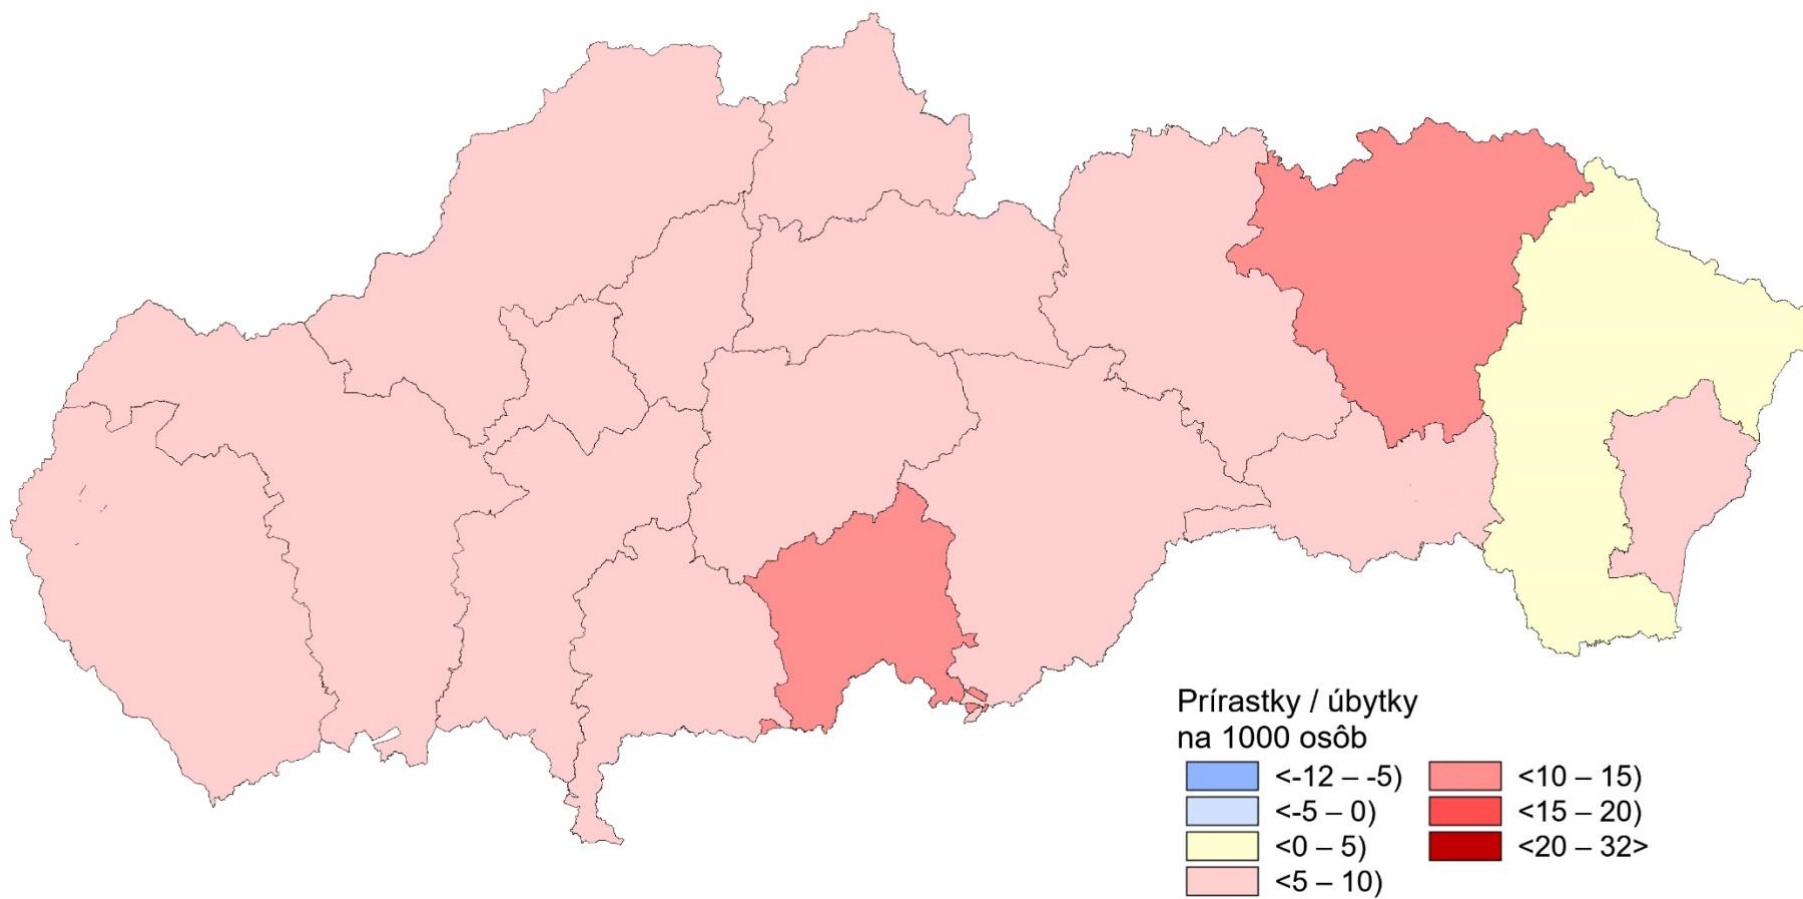 Prírastky / úbytky
na 1000 osôb
<-12 – -5)
<-5 – 0)
<0 – 5)
<5 – 10)
<10 – 15)
<15 – 20)
<20 – 32>